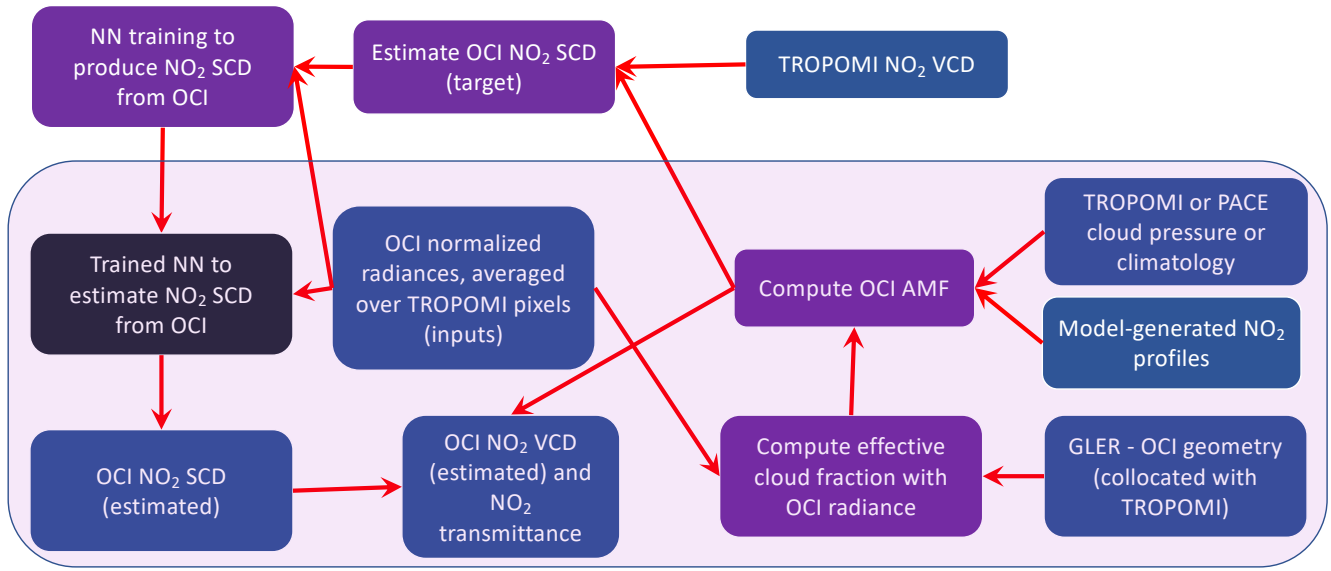 NN training to
produce NO₂ SCD
from OCI
Estimate OCI NO₂ SCD
(target)
TROPOMI NO₂ VCD
Trained NN to
estimate NO₂ SCD
from OCI
OCI normalized
radiances, averaged
over TROPOMI pixels
(inputs)
Compute OCI AMF
TROPOMI or PACE
cloud pressure or
climatology
Model-generated NO₂
profiles
OCI NO₂ SCD
(estimated)
OCI NO₂ VCD
(estimated) and
NO₂
transmittance
Compute effective
cloud fraction with
OCI radiance
GLER - OCI geometry
(collocated with
TROPOMI)